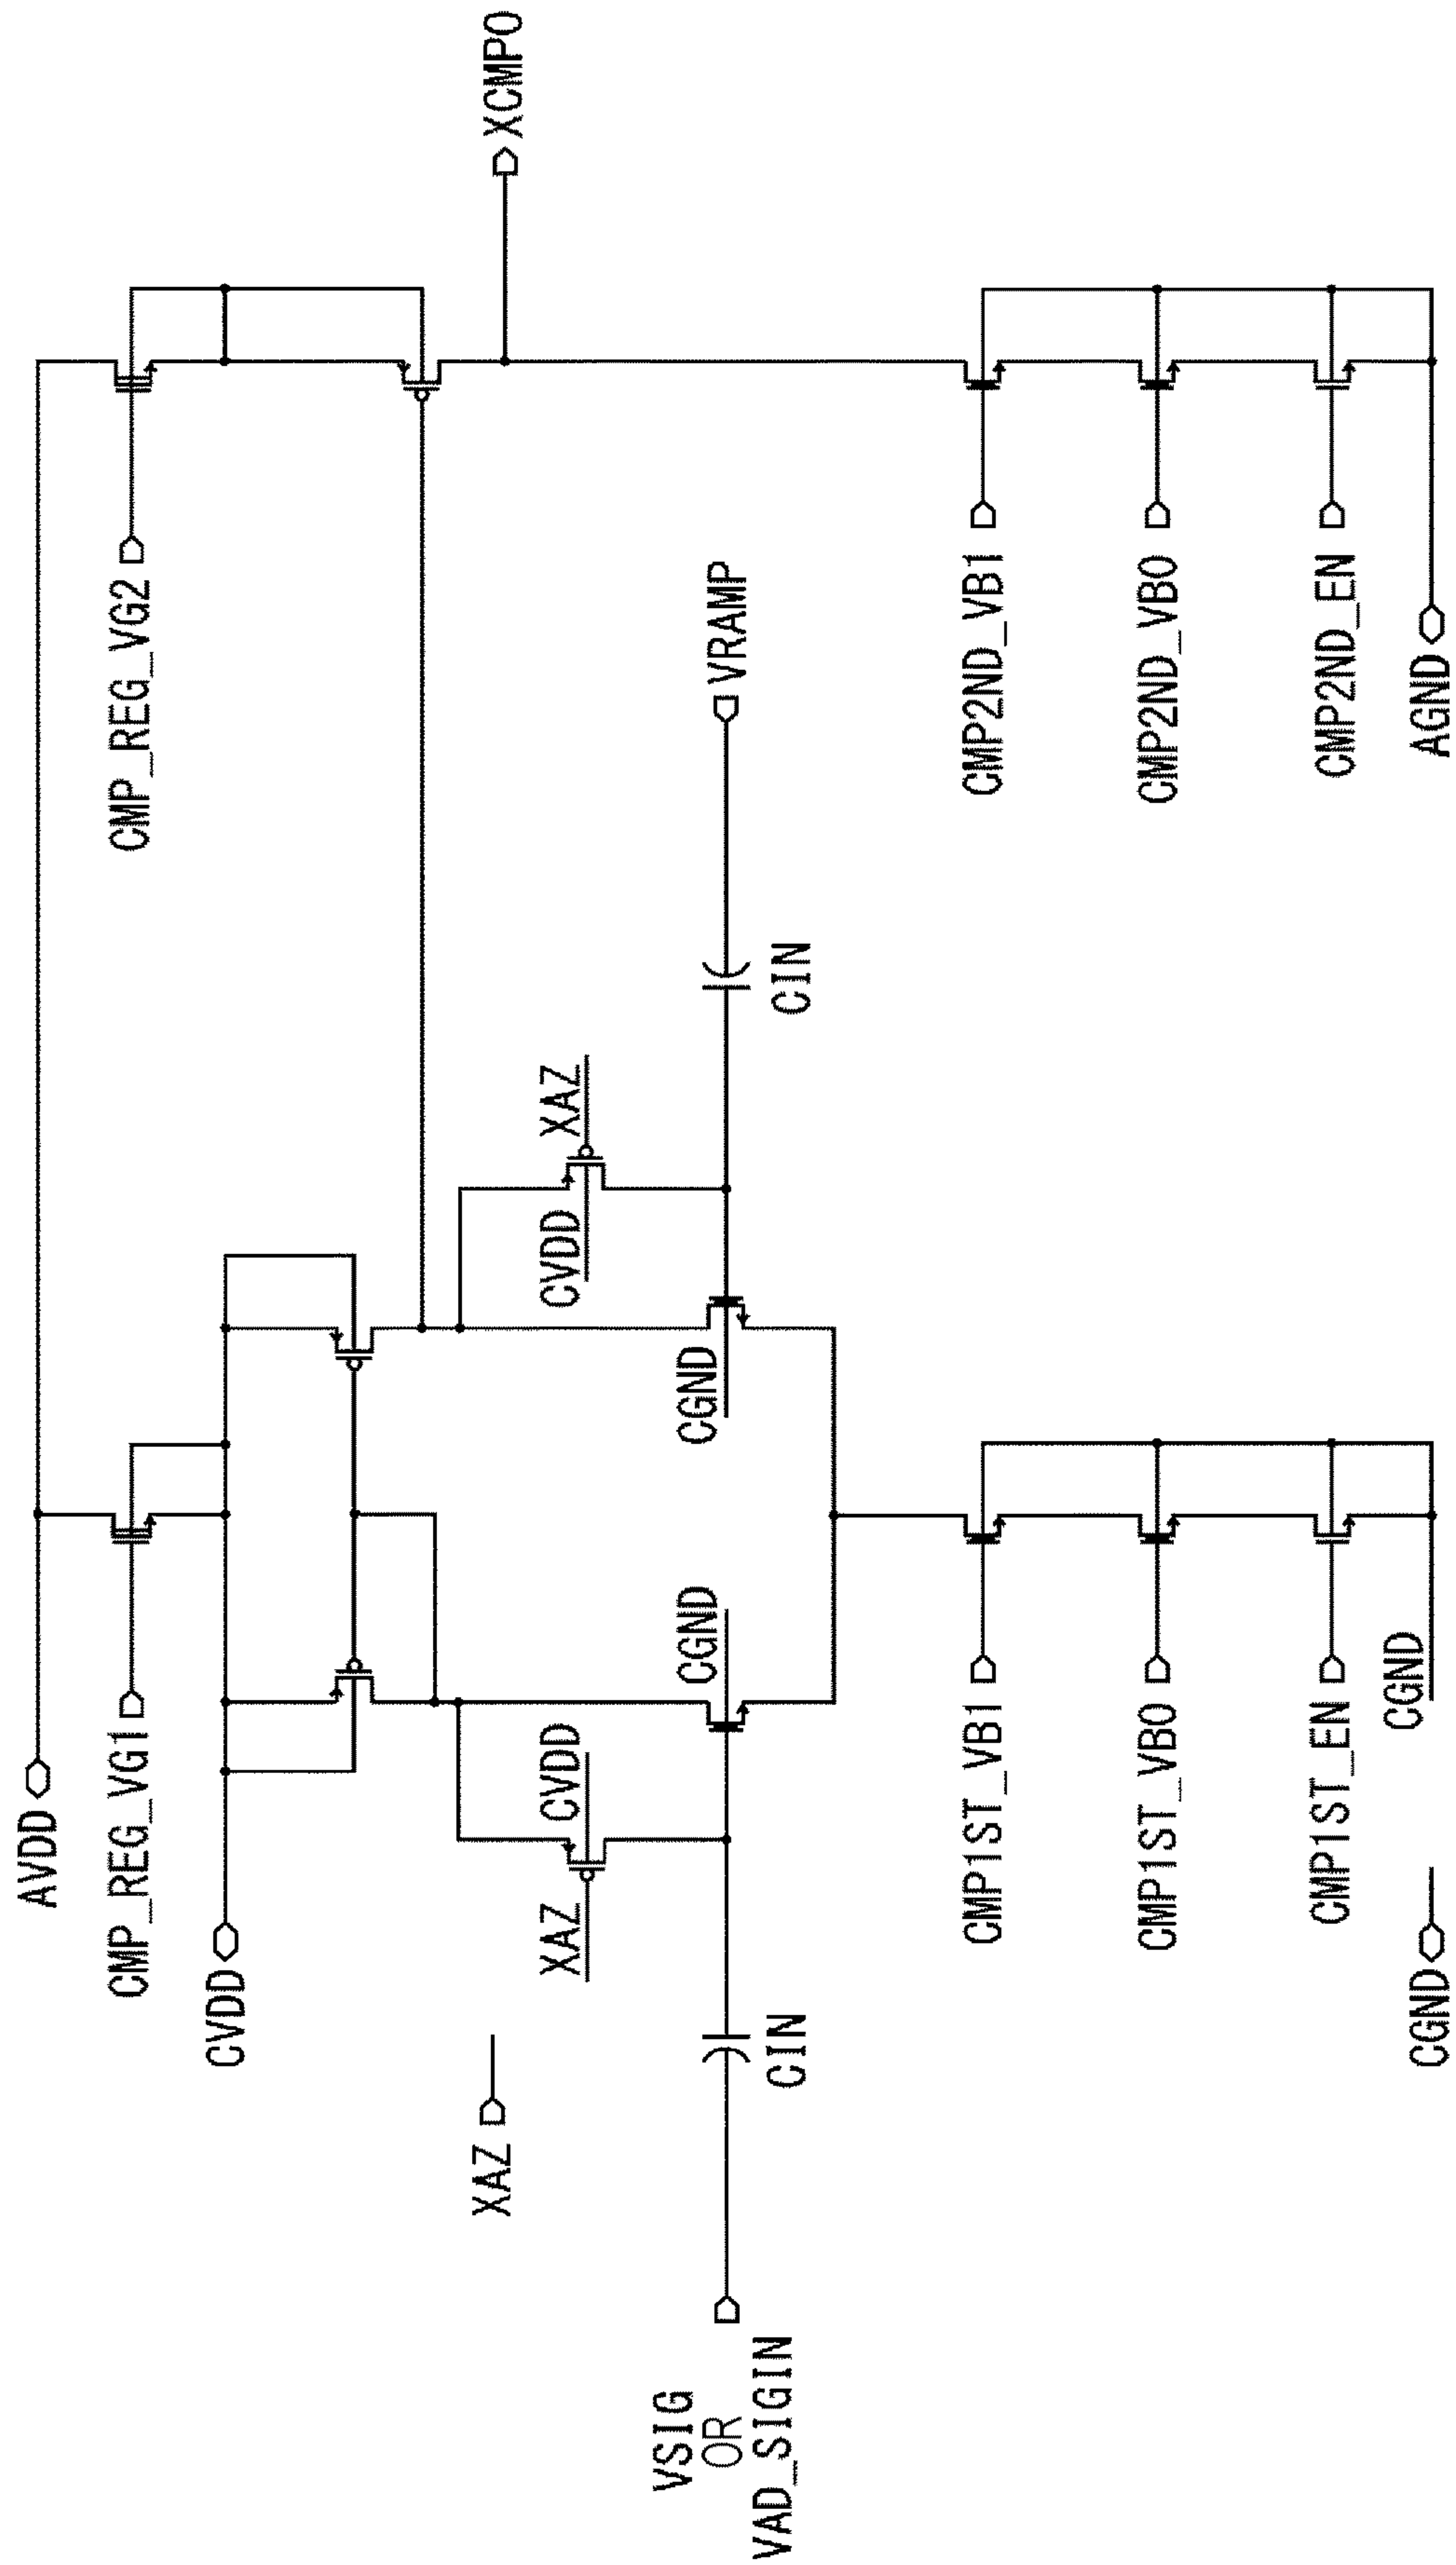 AVDD
CMP_REG_VG1
CVDD
XAZ
VSIG
OR
VAD_SIGIN
CIN
XAZ
CVDD
CGND
CGND
CVDD
XAZ
CIN
VRAMP
CMP_REG_VG2
XCMPO
CMP1ST_VB1
CMP1ST_VB0
CMP1ST_EN
CGND
CGND
CMP2ND_VB1
CMP2ND_VB0
CMP2ND_EN
AGND